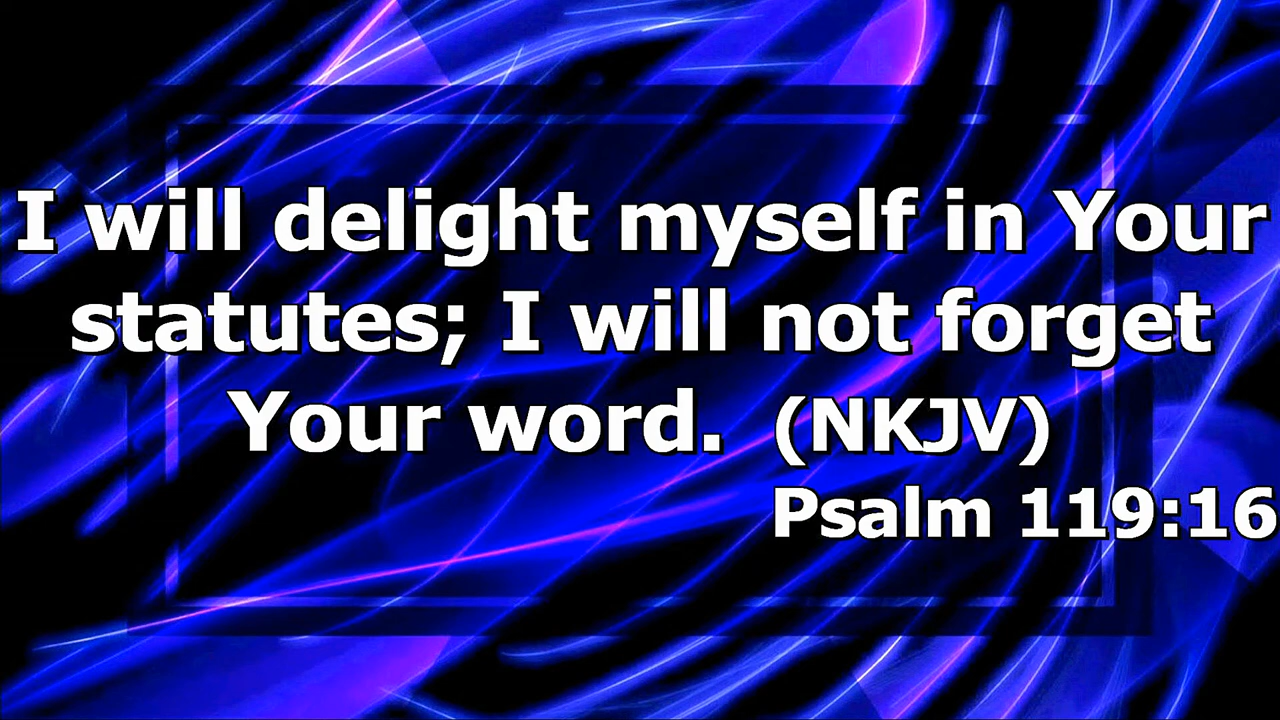 I will delight myself in Your
statutes; I will not forget
Your word. (NKJV)
Psalm 119:16